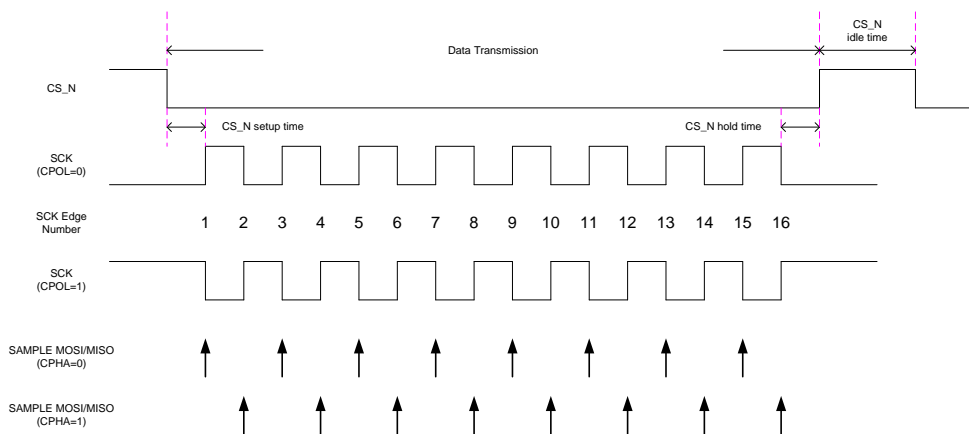 CS_N
idle time
Data Transmission
CS_N
CS_N setup time
CS_N hold time
SCK
(CPOL=0)
SCK Edge
Number
1 2 3 4 5 6 7 8 9 10 11 12 13 14 15 16
SCK
(CPOL=1)
SAMPLE MOSI/MISO
(CPHA=0)
SAMPLE MOSI/MISO
(CPHA=1)